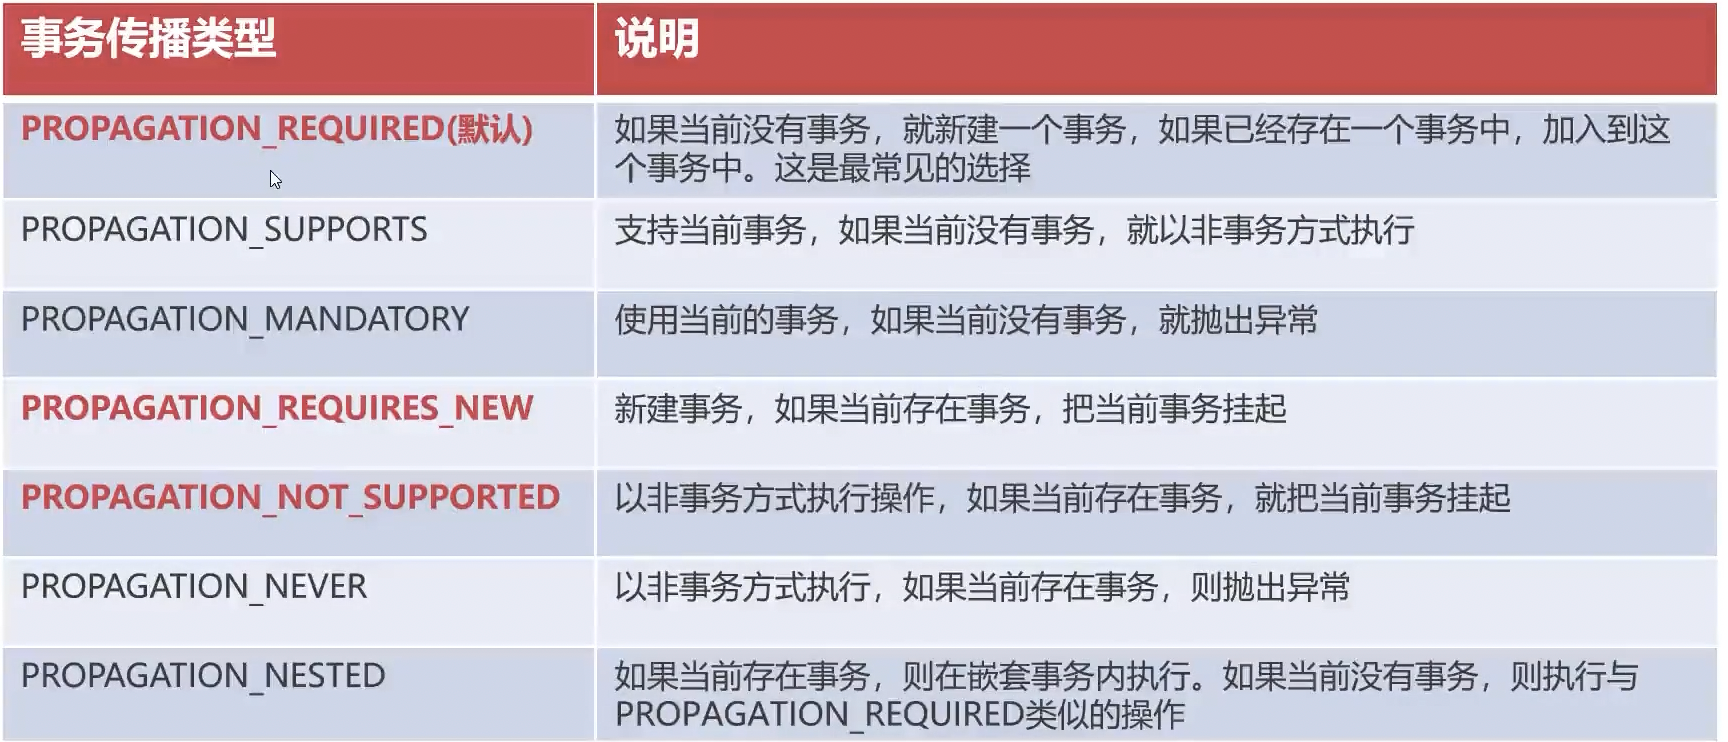 事务传播类型
说明
PROPAGATION_REQUIRED(默认)
如果当前没有事务，就新建一个事务，如果已经存在一个事务中，加入到这
个事务中。这是最常见的选择
PROPAGATION_SUPPORTS
支持当前事务，如果当前没有事务，就以非事务方式执行
PROPAGATION_MANDATORY
使用当前的事务，如果当前没有事务，就抛出异常
PROPAGATION_REQUIRES_NEW
新建事务，如果当前存在事务，把当前事务挂起
PROPAGATION_NOT_SUPPORTED
以非事务方式执行操作，如果当前存在事务，就把当前事务挂起
PROPAGATION_NEVER
以非事务方式执行，如果当前存在事务，则抛出异常
PROPAGATION_NESTED
如果当前存在事务，则在嵌套事务内执行。如果当前没有事务，则执行与
PROPAGATION_REQUIRED类似的操作